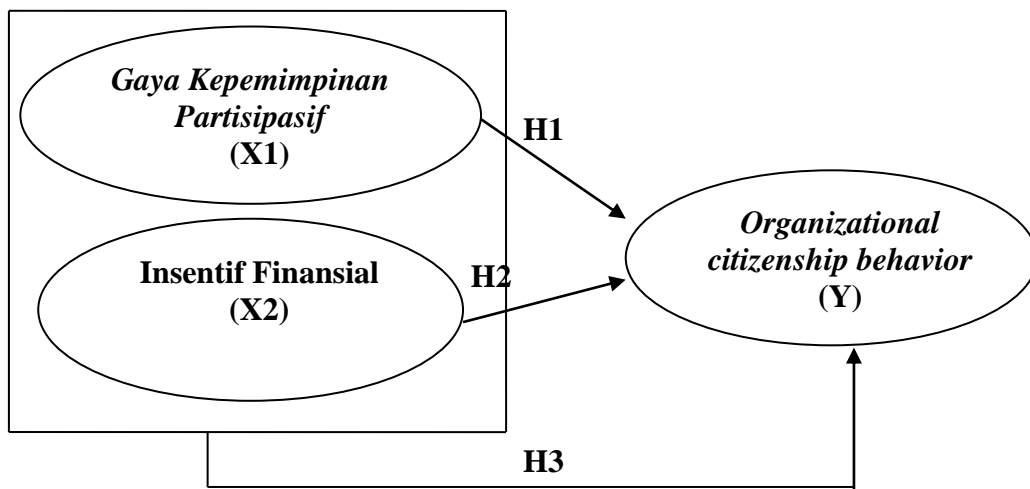 Gaya Kepemimpinan
Partisipasif
(X1)
H1
Organizational
citizenship behavior
(Y)
Insentif Finansial
(X2)
H2
H3